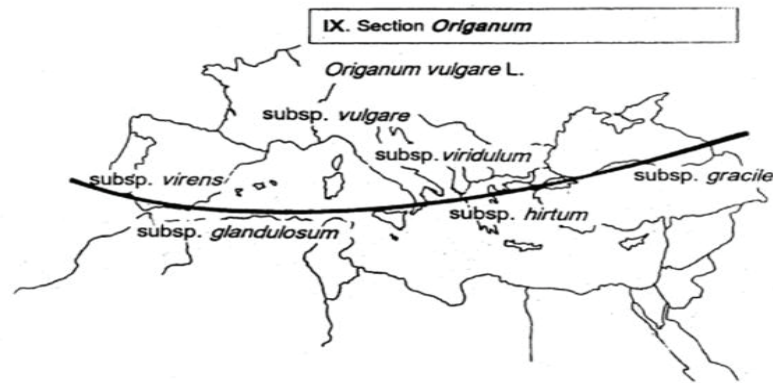 IX. Section Origanum
Origanum vulgare L.
subsp. vulgare
subsp. viridulum
subsp. virens
subsp. gracile
subsp. hirtum
subsp. glandulosum